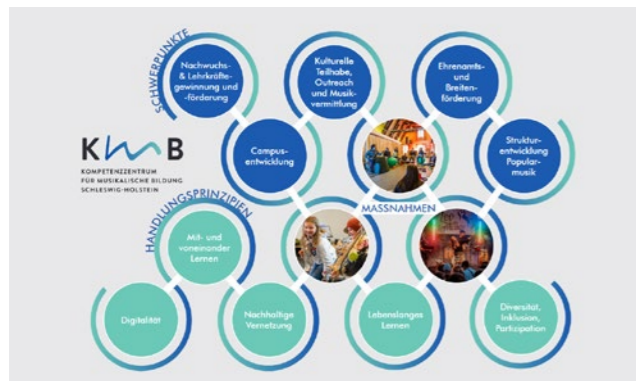 SCHWERPUNKTE
Nachwuchs-
& Lehrkräfte-
gewinnung und
-förderung
Kulturelle
Teilhabe,
Outreach
und Musik-
vermittlung
Ehrenamts-
und
Breiten-
förderung
Campus-
entwicklung
Struktur-
entwicklung
Popular-
musik
KMB
KOMPETENZZENTRUM
FÜR MUSIKALISCHE BILDUNG
SCHLESWIG-HOLSTEIN
MASSNAHMEN
HANDLUNGSPRINZIPIEN
Mit- und
voneinander
Lernen
Digitalität
Nachhaltige
Vernetzung
Lebenslanges
Lernen
Diversität,
Inklusion,
Partizipation